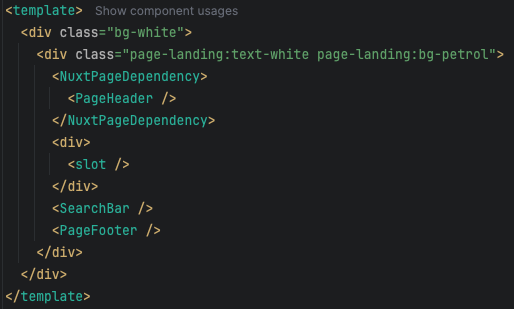 <template> Show component usages
<div class="bg-white">
<div class="page-landing:text-white page-landing:bg-petrol">
<NuxtPageDependency>
<PageHeader />
</NuxtPageDependency>
<div>
<slot />
</div>
<SearchBar />
<PageFooter />
</div>
</div>
</template>